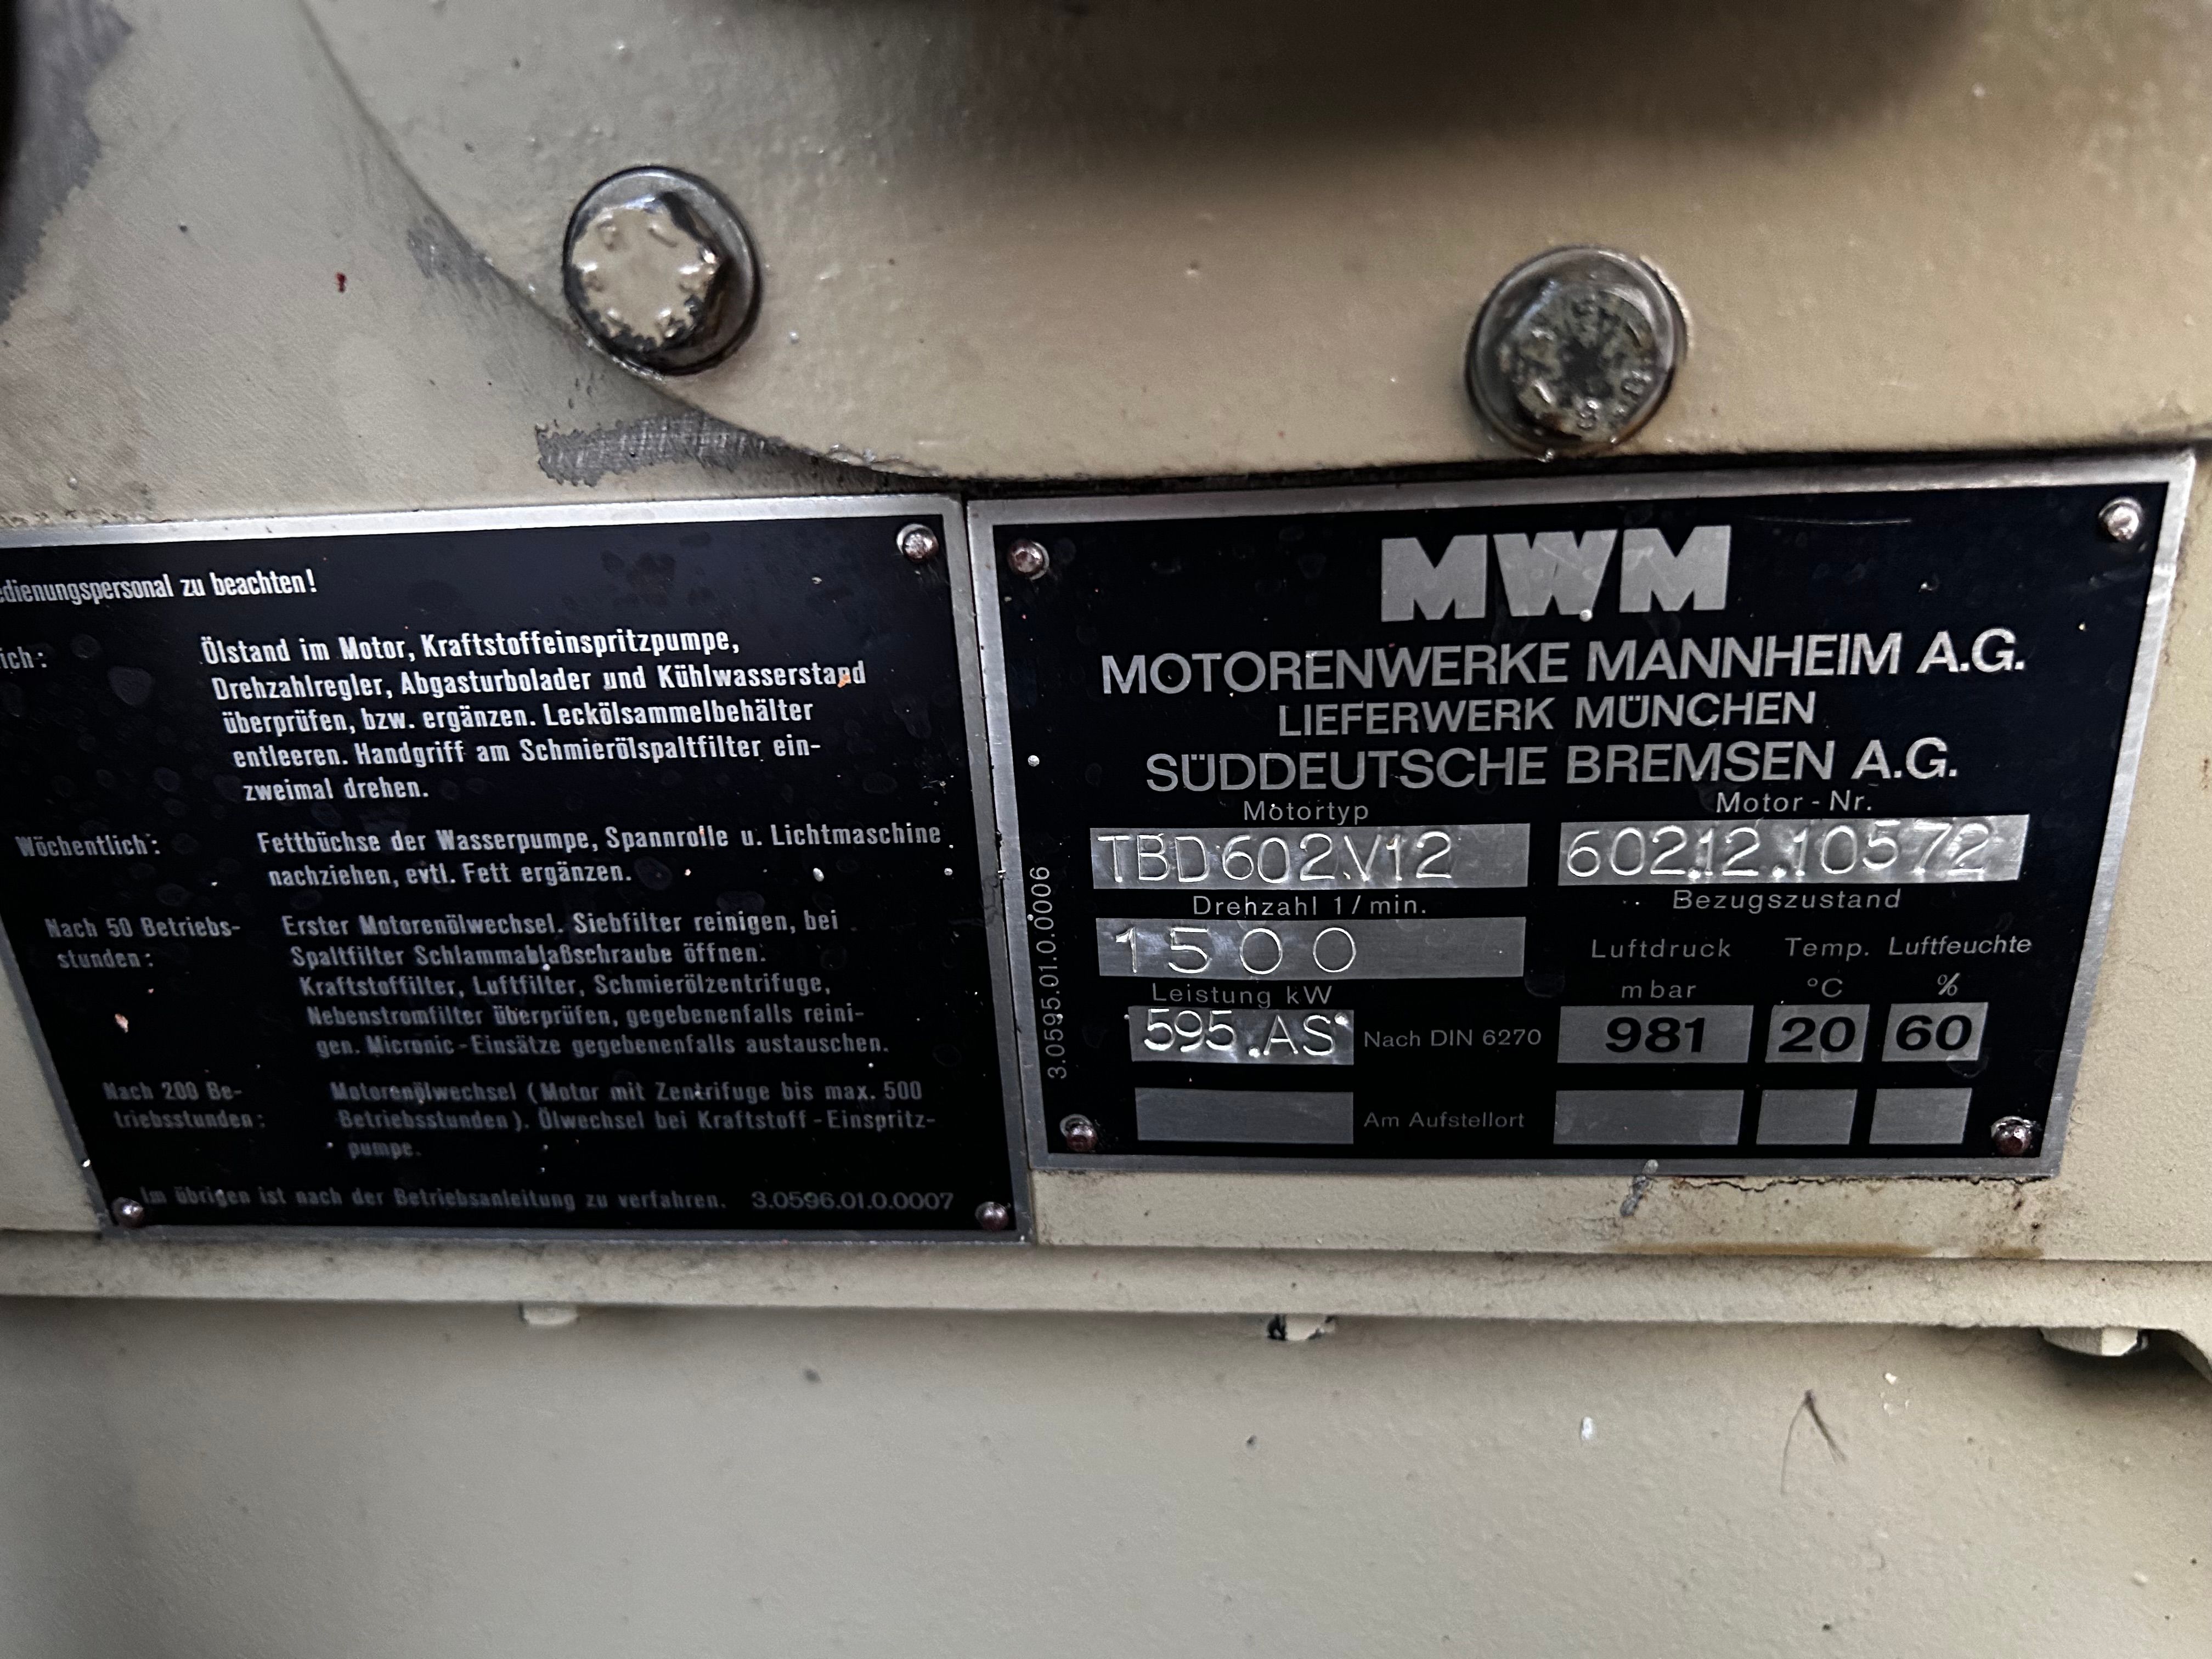 zu beachten!
Ölstand im Motor, Kraftstoffeinspritzpumpe,
Drehzahlregler, Abgasturbolader und Kühlwasserstand
überprüfen, bzw. ergänzen. Leckölsammelbehälter
entleeren. Handgriff am Schmierölspaltfilter ein-
zweimal drehen.
Wöchentlich:
Fettbüchse der Wasserpumpe, Spannrolle u. Lichtmaschine
nachziehen, evtl. Fett ergänzen.
Nach 50 Betriebs-
stunden:
Erster Motorenölwechsel. Siebfilter reinigen, bei
Spaltfilter Schlammablaßschraube öffnen.
Kraftstoffilter, Luftfilter, Schmierölzentrifuge,
Nebenstromfilter überprüfen, gegebenenfalls reini-
gen. Micronic-Einsätze gegebenenfalls austauschen.
Nach 200 Be-
triebsstunden:
Motorenölwechsel (Motor mit Zentrifuge bis max. 500
Betriebsstunden). Ölwechsel bei Kraftstoff-Einspritz-
pumpe.
Im übrigen ist nach der Betriebsanleitung zu verfahren. 3.0596.01.0.0007
MWM
MOTORENWERKE MANNHEIM A.G.
LIEFERWERK MÜNCHEN
SÜDDEUTSCHE BREMSEN A.G.
Motortyp Motor-Nr.
TBD602V12 602.12.10572
Drehzahl 1/min. Bezugszustand
1500 Luftdruck Temp. Luftfeuchte
Leistung kW mbar °C %
595.AS Nach DIN 6270 981 20 60
Am Aufstellort
3.0595.01.0.0006